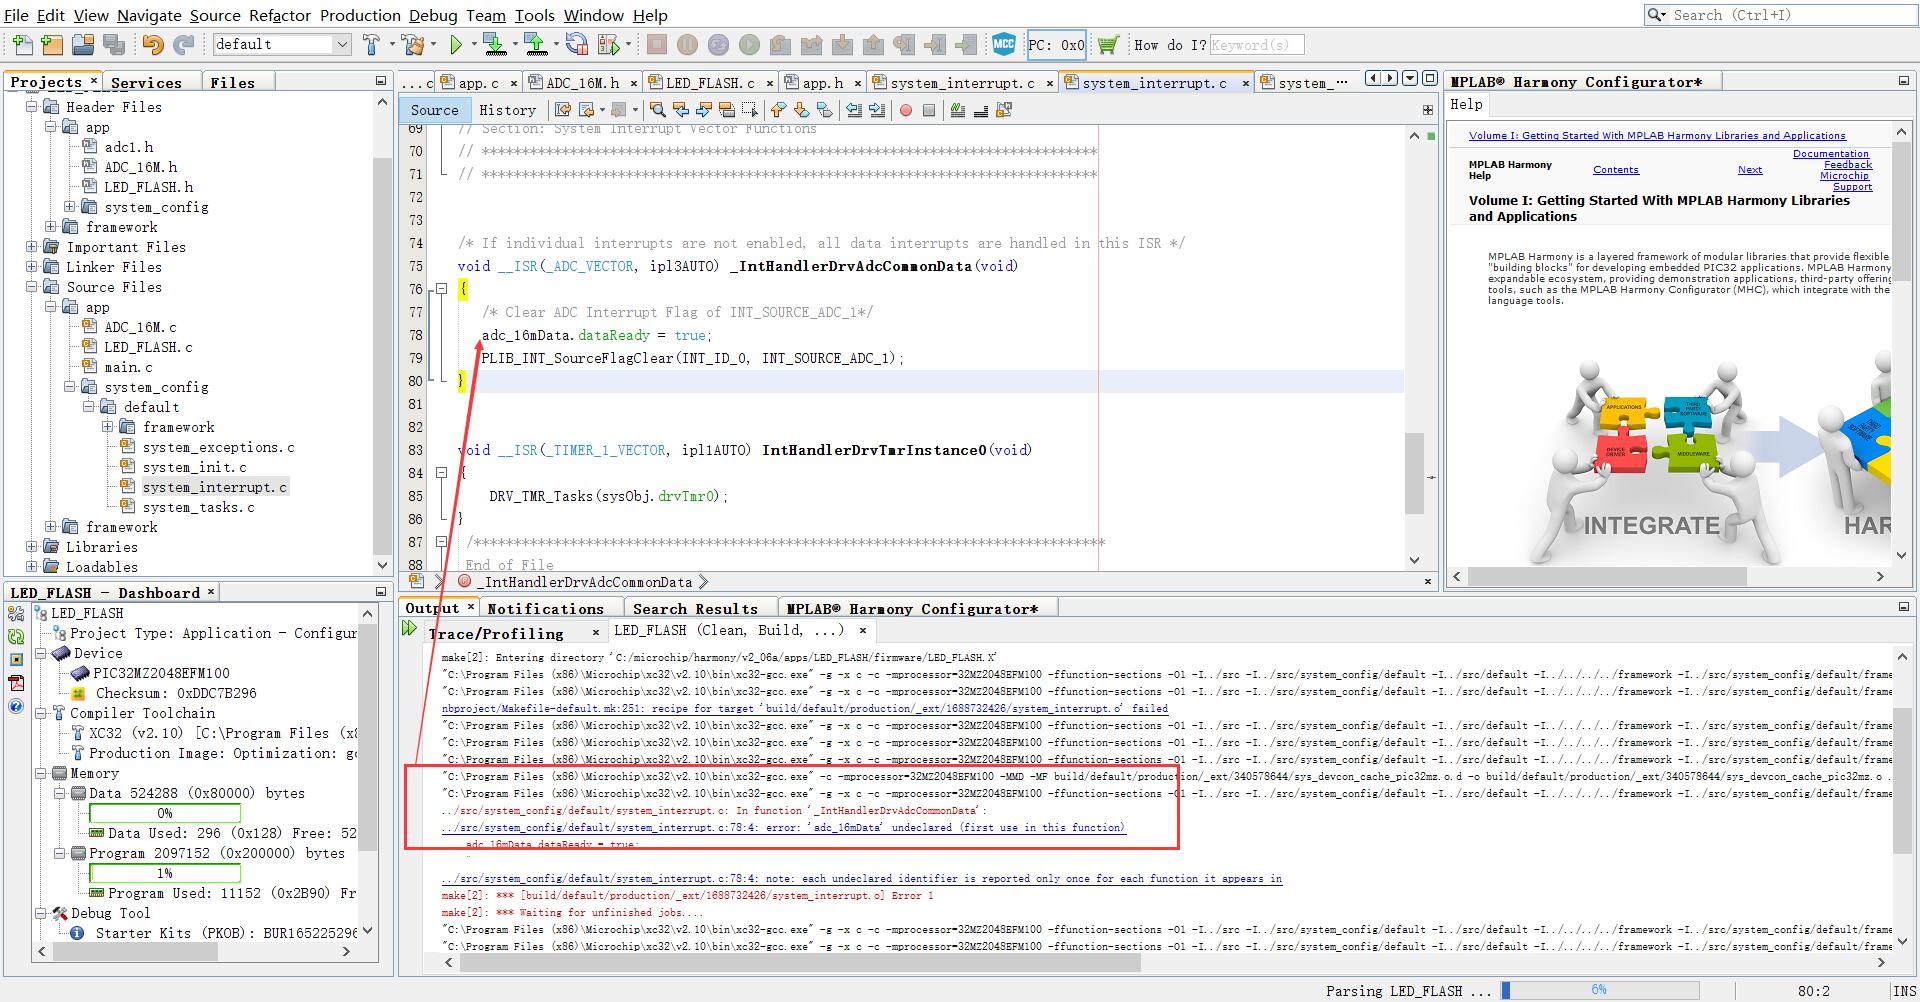 File Edit View Navigate Source Refactor Production Debug Team Tools Window Help
Search (Ctrl+I)
default
MCC
PC: 0x0
How do I?
Keyword(s)
Projects × Services Files
Header Files
app
adc1.h
ADC_16M.h
LED_FLASH.h
system_config
framework
Important Files
Linker Files
Source Files
app
ADC_16M.c
LED_FLASH.c
main.c
system_config
default
framework
system_exceptions.c
system_init.c
system_interrupt.c
system_tasks.c
framework
Libraries
Loadables
LED_FLASH - Dashboard ×
LED_FLASH
Project Type: Application - Configur
Device
PIC32MZ2048EFM100
Checksum: 0xDDC7B296
Compiler Toolchain
XC32 (v2.10) [C:\Program Files (x8
Production Image: Optimization: gc
Memory
Data 524288 (0x80000) bytes
0%
Data Used: 296 (0x128) Free: 52
Program 2097152 (0x200000) bytes
1%
Program Used: 11152 (0x2B90) Fr
Debug Tool
Starter Kits (PKOB): BUR165225296
...c app.c × ADC_16M.h × LED_FLASH.c × app.h × system_interrupt.c × system_interrupt.c × system_...
Source History
69 // Section: System Interrupt Vector Functions
70 // *****************************************************************************
71 // *****************************************************************************
72
73
74 /* If individual interrupts are not enabled, all data interrupts are handled in this ISR */
75 void __ISR(_ADC_VECTOR, ipl3AUTO) _IntHandlerDrvAdcCommonData(void)
76 {
77 /* Clear ADC Interrupt Flag of INT_SOURCE_ADC_1*/
78 adc_16mData.dataReady = true;
79 PLIB_INT_SourceFlagClear(INT_ID_0, INT_SOURCE_ADC_1);
80 }
81
82
83 void __ISR(_TIMER_1_VECTOR, ipl1AUTO) IntHandlerDrvTmrInstance0(void)
84 {
85 DRV_TMR_Tasks(sysObj.drvTmr0);
86 }
87 /*******************************************************************************
88 End of File
_IntHandlerDrvAdcCommonData
MPLAB® Harmony Configurator*
Help
Volume I: Getting Started With MPLAB Harmony Libraries and Applications
MPLAB Harmony Help
Contents
Next
Documentation Feedback
Microchip Support
Volume I: Getting Started With MPLAB Harmony Libraries and Applications
MPLAB Harmony is a layered framework of modular libraries that provide flexible
"building blocks" for developing embedded PIC32 applications. MPLAB Harmony
expandable ecosystem, providing demonstration applications, third-party offering
tools, such as the MPLAB Harmony Configurator (MHC), which integrate with the
language tools.
APPLICATIONS
THIRD PARTY SOFTWARE
DEVICE DRIVER
MIDDLEWARE
INTEGRATE
HAR
Output × Notifications Search Results MPLAB® Harmony Configurator*
Trace/Profiling × LED_FLASH (Clean, Build, ...) ×
make[2]: Entering directory 'C:/microchip/harmony/v2_06a/apps/LED_FLASH/firmware/LED_FLASH.X'
"C:\Program Files (x86)\Microchip\xc32\v2.10\bin\xc32-gcc.exe" -g -x c -c -mprocessor=32MZ2048EFM100 -ffunction-sections -O1 -I../src -I../src/system_config/default -I../src/default -I../../../../framework -I../src/system_config/default/frame
"C:\Program Files (x86)\Microchip\xc32\v2.10\bin\xc32-gcc.exe" -g -x c -c -mprocessor=32MZ2048EFM100 -ffunction-sections -O1 -I../src -I../src/system_config/default -I../src/default -I../../../../framework -I../src/system_config/default/frame
nbproject/Makefile-default.mk:251: recipe for target 'build/default/production/_ext/1688732426/system_interrupt.o' failed
"C:\Program Files (x86)\Microchip\xc32\v2.10\bin\xc32-gcc.exe" -g -x c -c -mprocessor=32MZ2048EFM100 -ffunction-sections -O1 -I../src -I../src/system_config/default -I../src/default -I../../../../framework -I../src/system_config/default/frame
"C:\Program Files (x86)\Microchip\xc32\v2.10\bin\xc32-gcc.exe" -g -x c -c -mprocessor=32MZ2048EFM100 -ffunction-sections -O1 -I../src -I../src/system_config/default -I../src/default -I../../../../framework -I../src/system_config/default/frame
"C:\Program Files (x86)\Microchip\xc32\v2.10\bin\xc32-gcc.exe" -g -x c -c -mprocessor=32MZ2048EFM100 -ffunction-sections -O1 -I../src -I../src/system_config/default -I../src/default -I../../../../framework -I../src/system_config/default/frame
"C:\Program Files (x86)\Microchip\xc32\v2.10\bin\xc32-gcc.exe" -c -mprocessor=32MZ2048EFM100 -MMD -MF build/default/production/_ext/340578644/sys_devcon_cache_pic32mz.o.d -o build/default/production/_ext/340578644/sys_devcon_cache_pic32mz.o .
"C:\Program Files (x86)\Microchip\xc32\v2.10\bin\xc32-gcc.exe" -g -x c -c -mprocessor=32MZ2048EFM100 -ffunction-sections -O1 -I../src -I../src/system_config/default -I../src/default -I../../../../framework -I../src/system_config/default/frame
../src/system_config/default/system_interrupt.c: In function '_IntHandlerDrvAdcCommonData':
../src/system_config/default/system_interrupt.c:78:4: error: 'adc_16mData' undeclared (first use in this function)
adc_16mData.dataReady = true;
^
../src/system_config/default/system_interrupt.c:78:4: note: each undeclared identifier is reported only once for each function it appears in
make[2]: *** [build/default/production/_ext/1688732426/system_interrupt.o] Error 1
make[2]: *** Waiting for unfinished jobs....
"C:\Program Files (x86)\Microchip\xc32\v2.10\bin\xc32-gcc.exe" -g -x c -c -mprocessor=32MZ2048EFM100 -ffunction-sections -O1 -I../src -I../src/system_config/default -I../src/default -I../../../../framework -I../src/system_config/default/frame
"C:\Program Files (x86)\Microchip\xc32\v2.10\bin\xc32-gcc.exe" -g -x c -c -mprocessor=32MZ2048EFM100 -ffunction-sections -O1 -I../src -I../src/system_config/default -I../src/default -I../../../../framework -I../src/system_config/default/frame
Parsing LED_FLASH ... 6% 80:2 INS